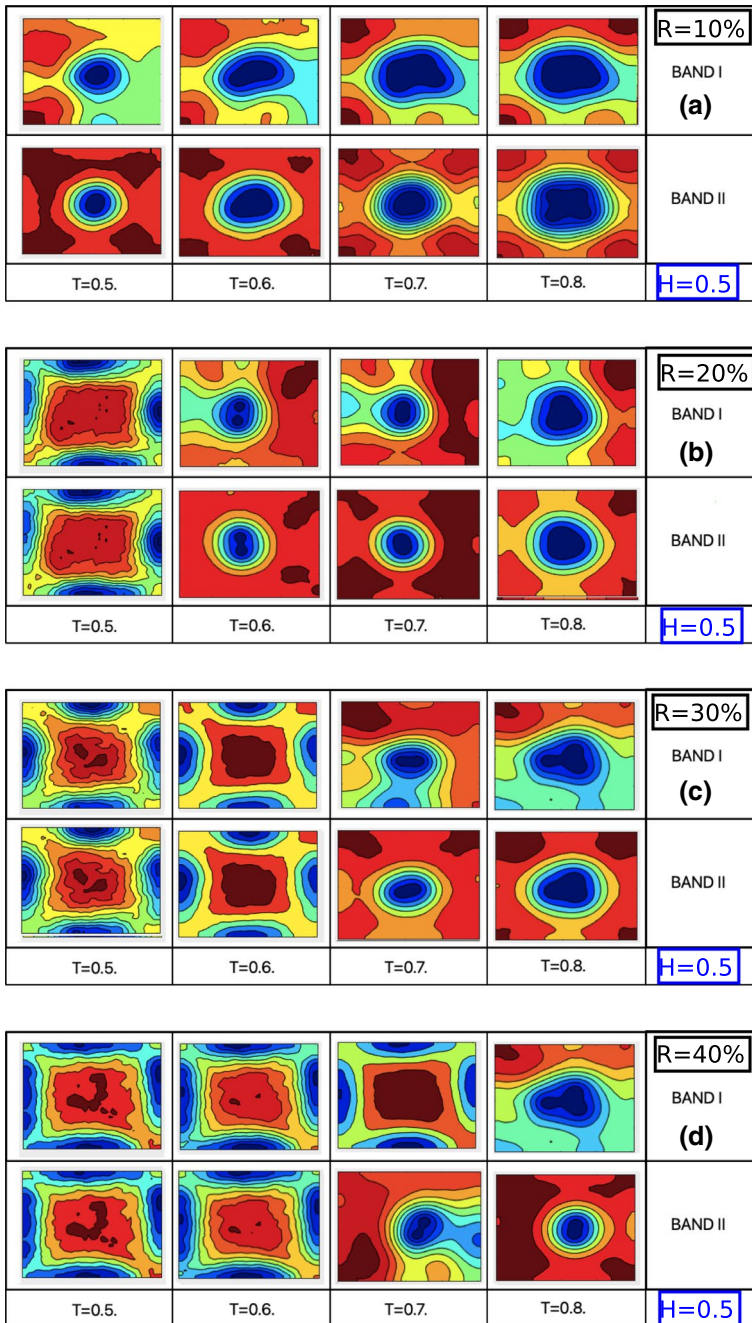 R=10%
BAND I
(a)
BAND II
T=0.5. T=0.6. T=0.7. T=0.8. H=0.5
R=20%
BAND I
(b)
BAND II
T=0.5. T=0.6. T=0.7. T=0.8. H=0.5
R=30%
BAND I
(c)
BAND II
T=0.5. T=0.6. T=0.7. T=0.8. H=0.5
R=40%
BAND I
(d)
BAND II
T=0.5. T=0.6. T=0.7. T=0.8. H=0.5